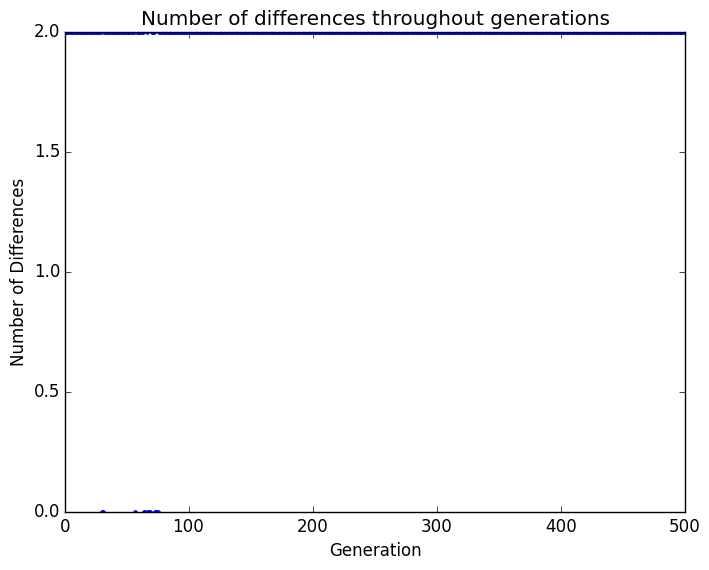 Number of differences throughout generations
2.0
1.5
1.0
0.5
0.0
Number of Differences
0 100 200 300 400 500
Generation